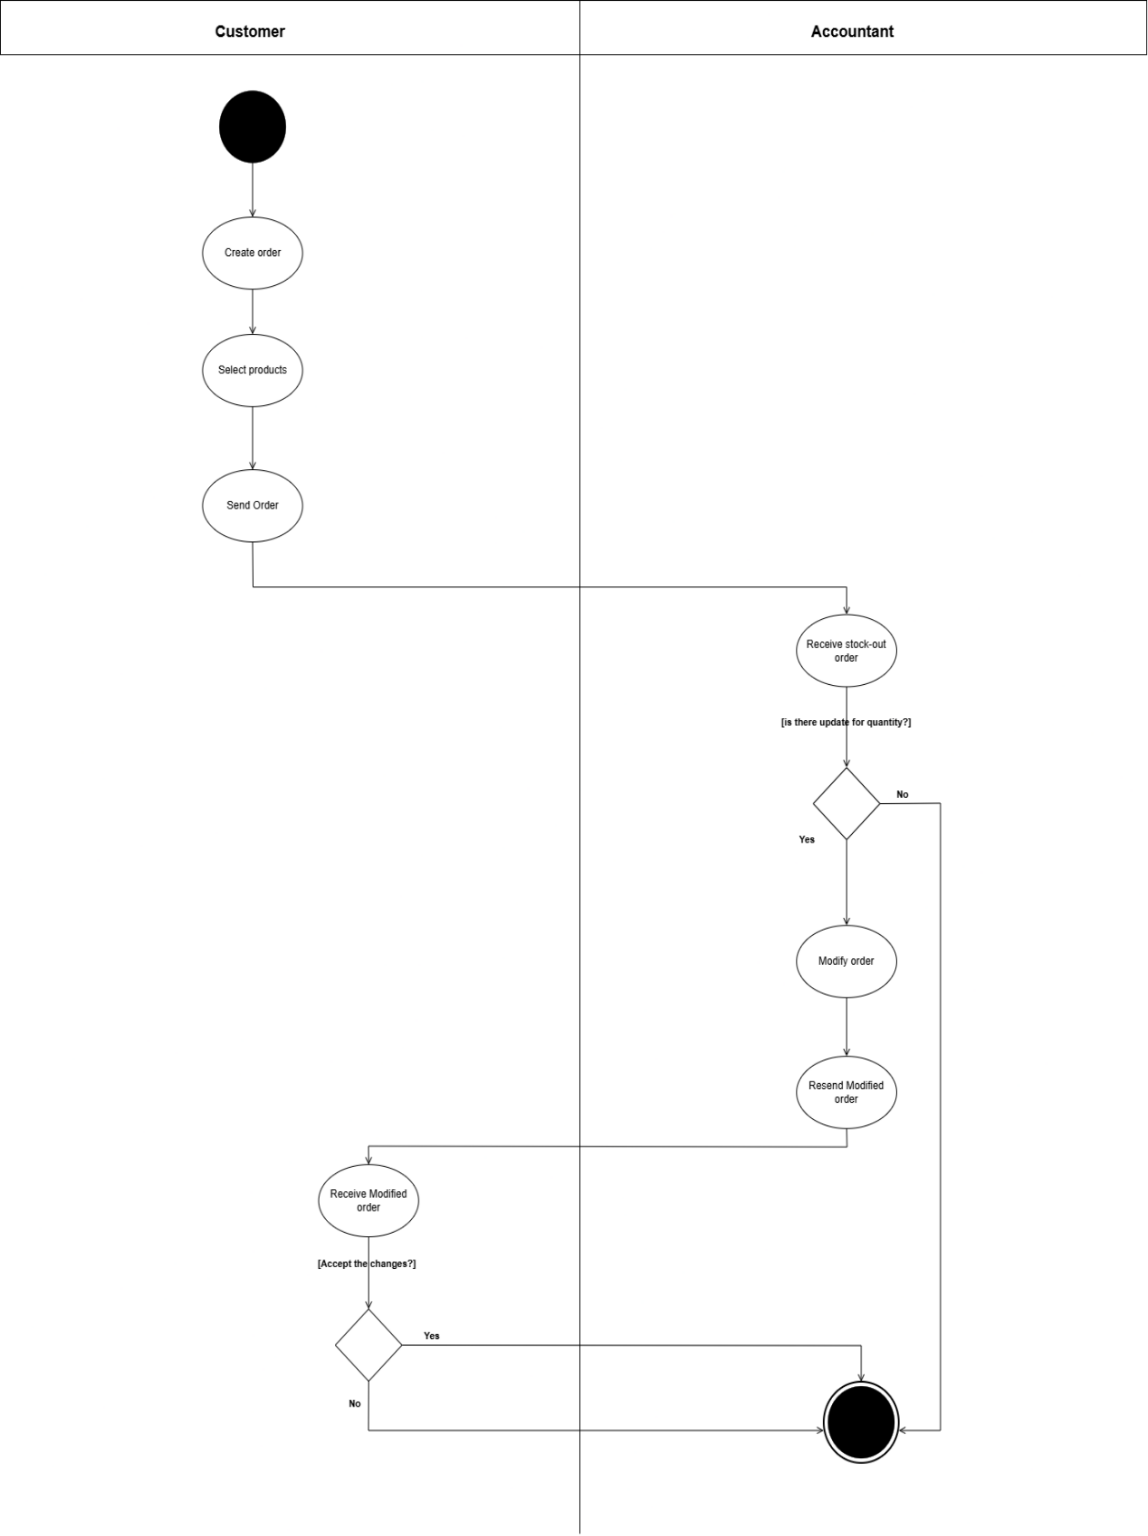 Customer
Accountant
Create order
Select products
Send Order
Receive stock-out
order
[is there update for quantity?]
No
Yes
Modify order
Resend Modified
order
Receive Modified
order
[Accept the changes?]
Yes
No